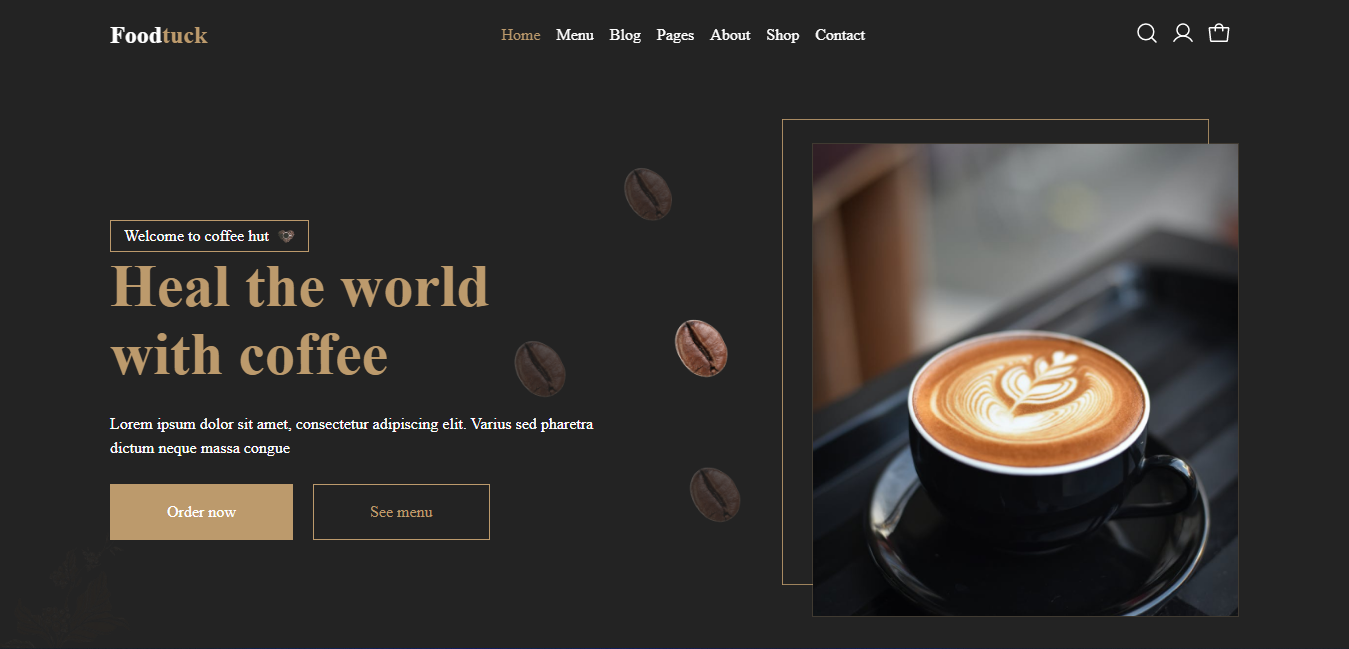 Foodtuck
Home Menu Blog Pages About Shop Contact
Welcome to coffee hut
Heal the world
with coffee
Lorem ipsum dolor sit amet, consectetur adipiscing elit. Varius sed pharetra
dictum neque massa congue
Order now
See menu